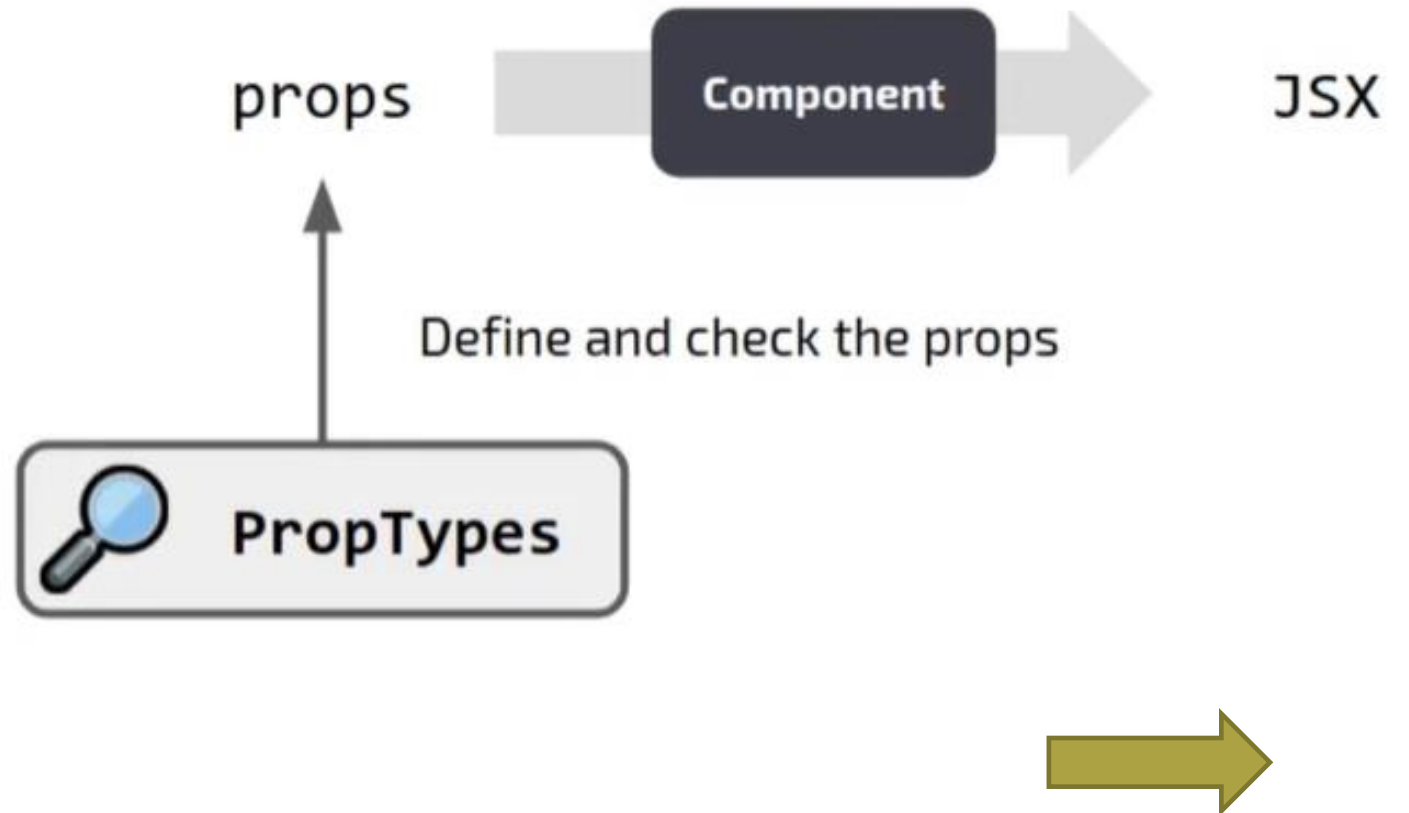 props
Component
JSX
Define and check the props
PropTypes